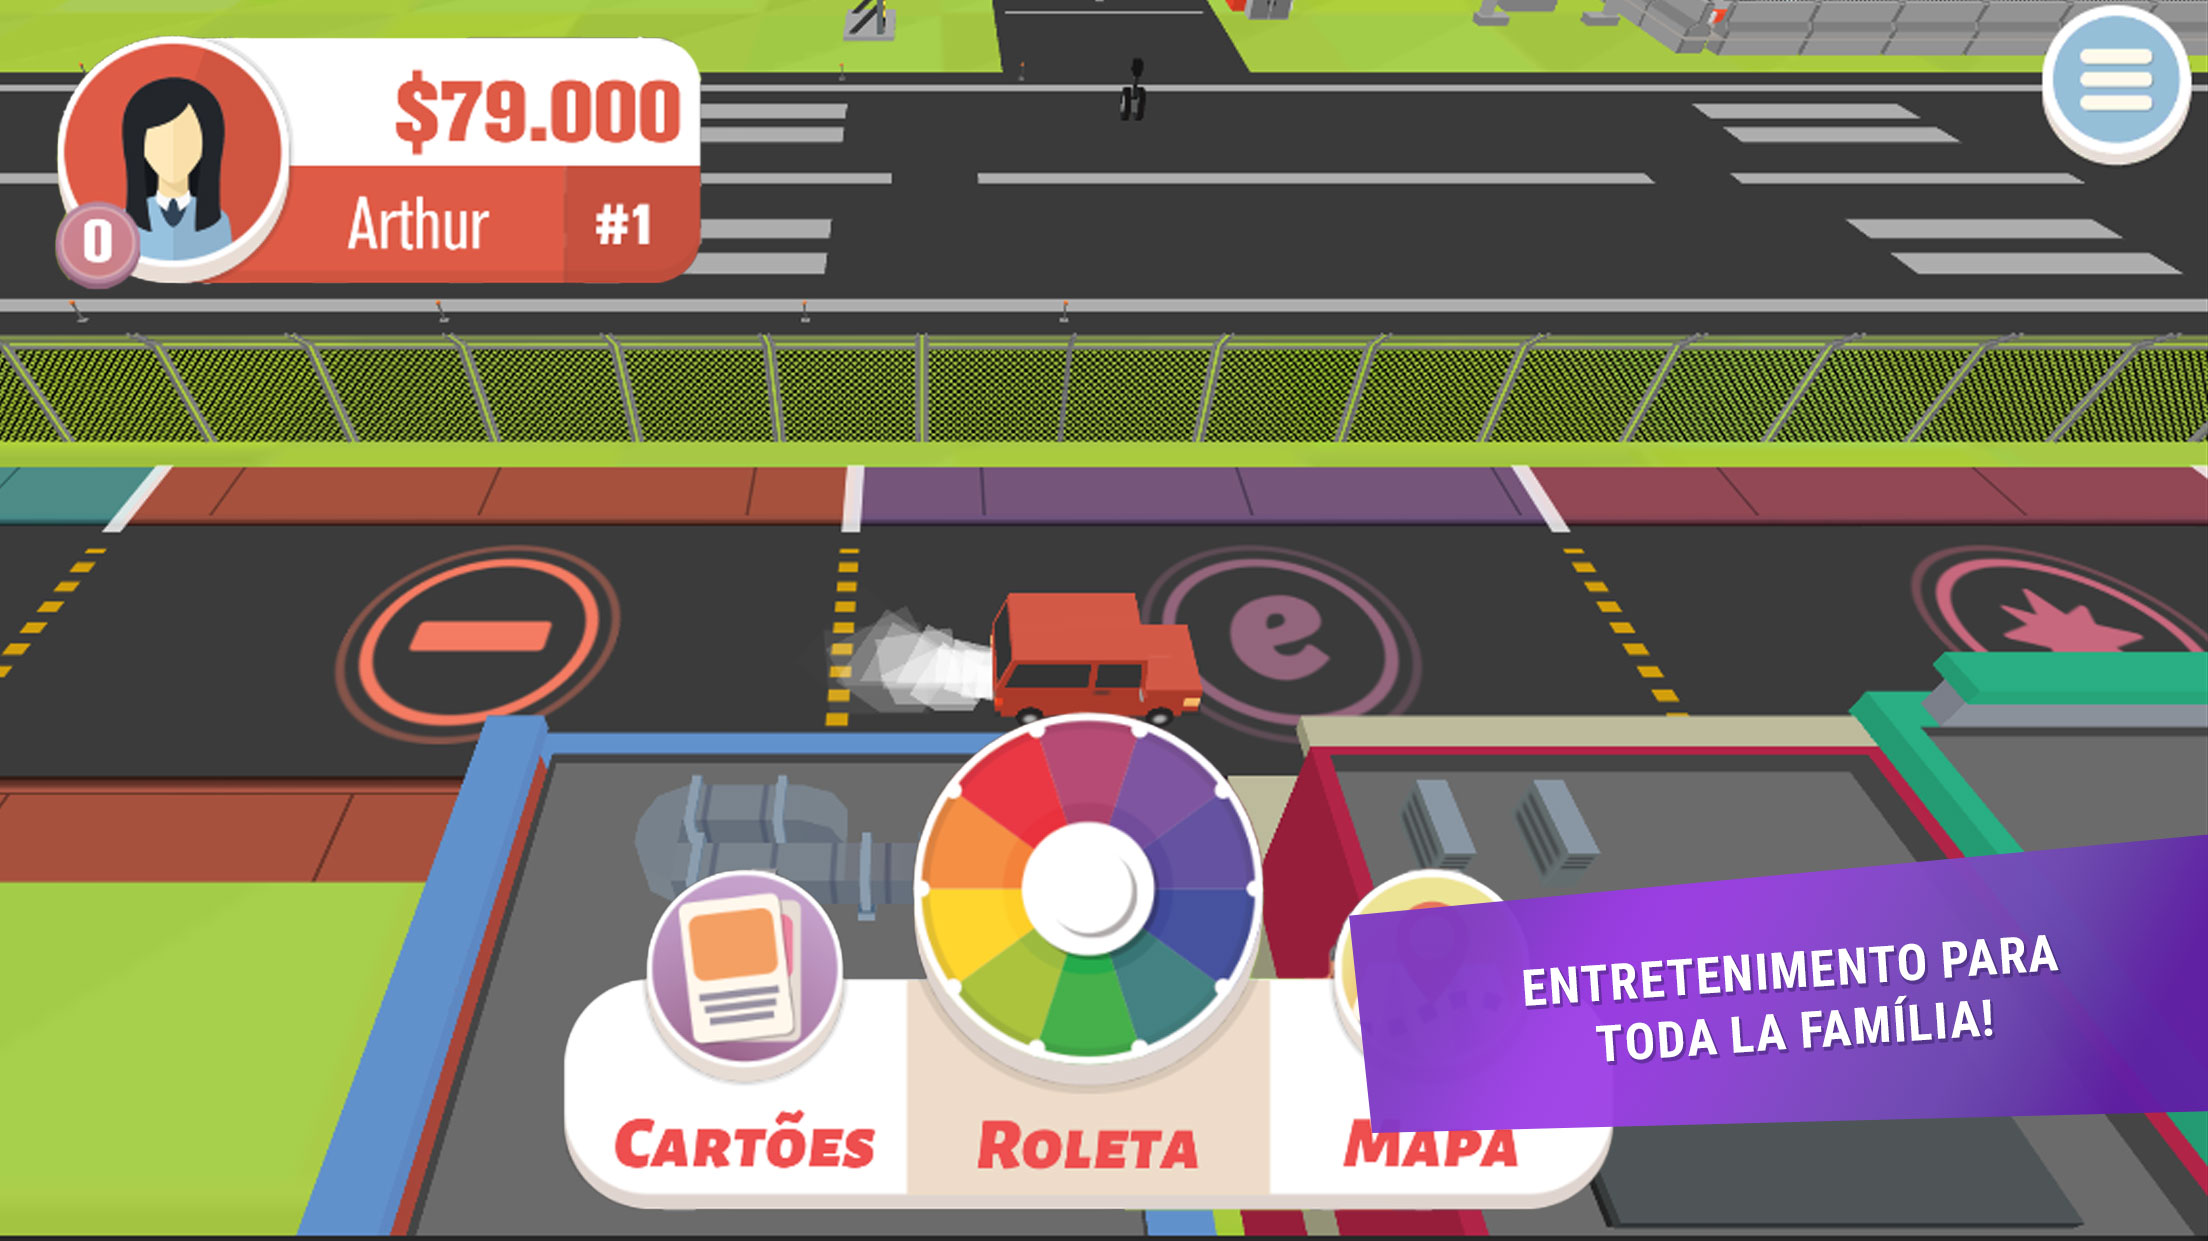 $79.000
Arthur
#1
0
e
CARTÕES
ROLETA
MAPA
ENTRETENIMENTO PARA
TODA LA FAMÍLIA!